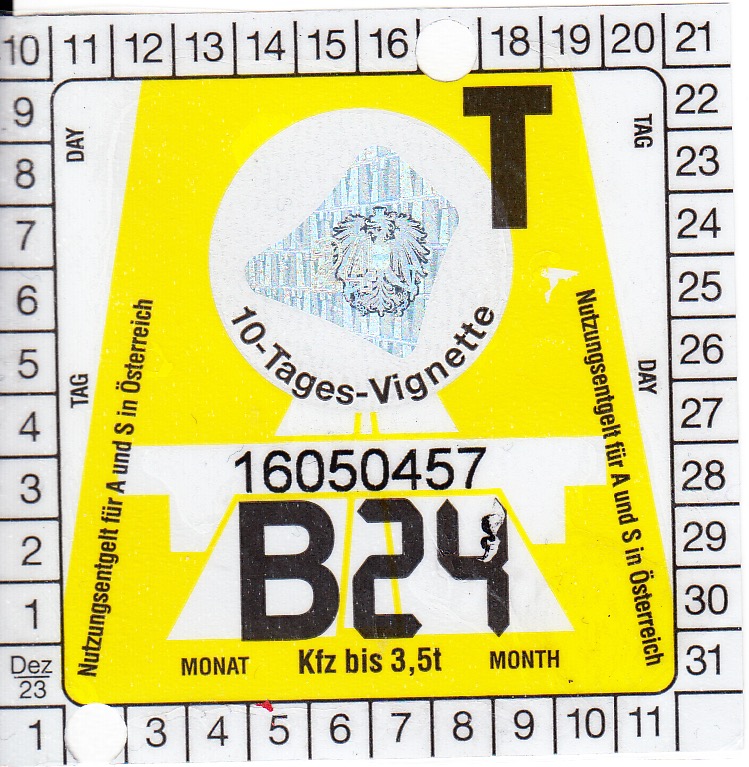 10 11 12 13 14 15 16 18 19 20 21
9 22
8 23
7 24
6 25
5 26
4 27
3 28
2 29
1 30
Dez 31
23
1 3 4 5 6 7 8 9 10 11
DAY
TAG
T
10-Tages-Vignette
TAG
DAY
Nutzungsentgelt für A und S in Österreich
Nutzungsentgelt für A und S in Österreich
16050457
B24
MONAT Kfz bis 3,5t MONTH